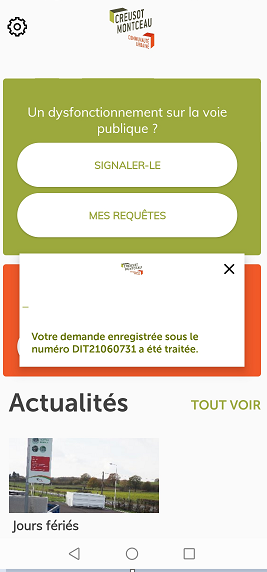 CREUSOT
MONTCEAU
COMMUNAUTÉ
URBAINE
Un dysfonctionnement sur la voie
publique ?
SIGNALER-LE
MES REQUÊTES
Votre demande enregistrée sous le
numéro DIT21060731 a été traitée.
Actualités
TOUT VOIR
Jours fériés